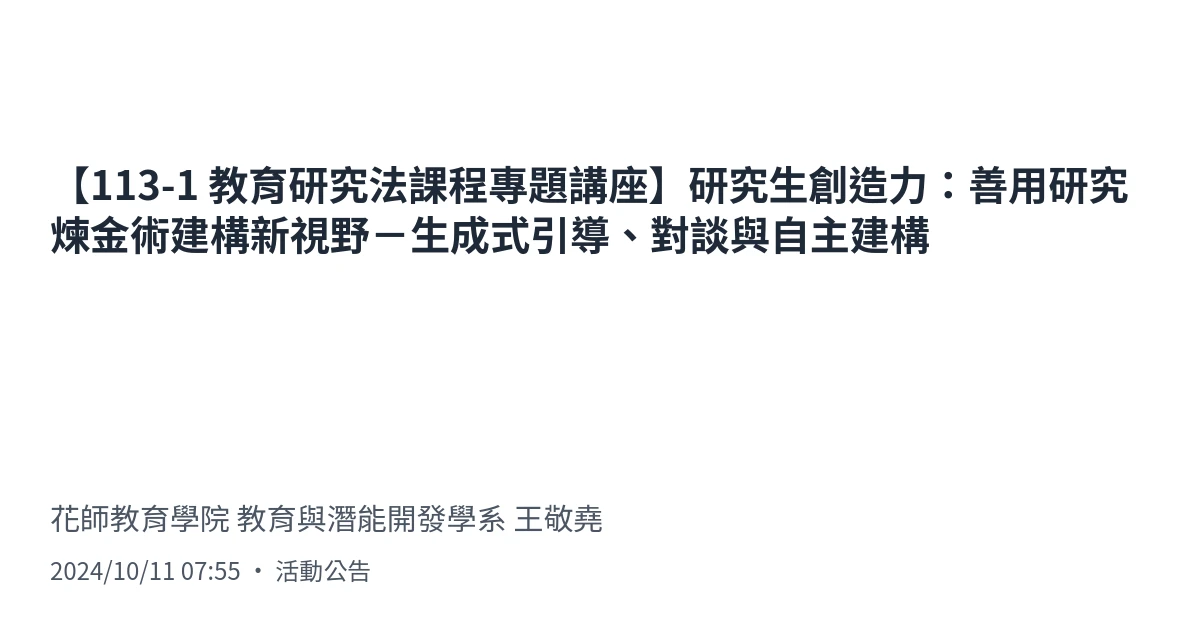 【113-1 教育研究法課程專題講座】研究生創造力：善用研究
煉金術建構新視野－生成式引導、對談與自主建構
花師教育學院 教育與潛能開發學系 王敬堯
2024/10/11 07:55 ・ 活動公告